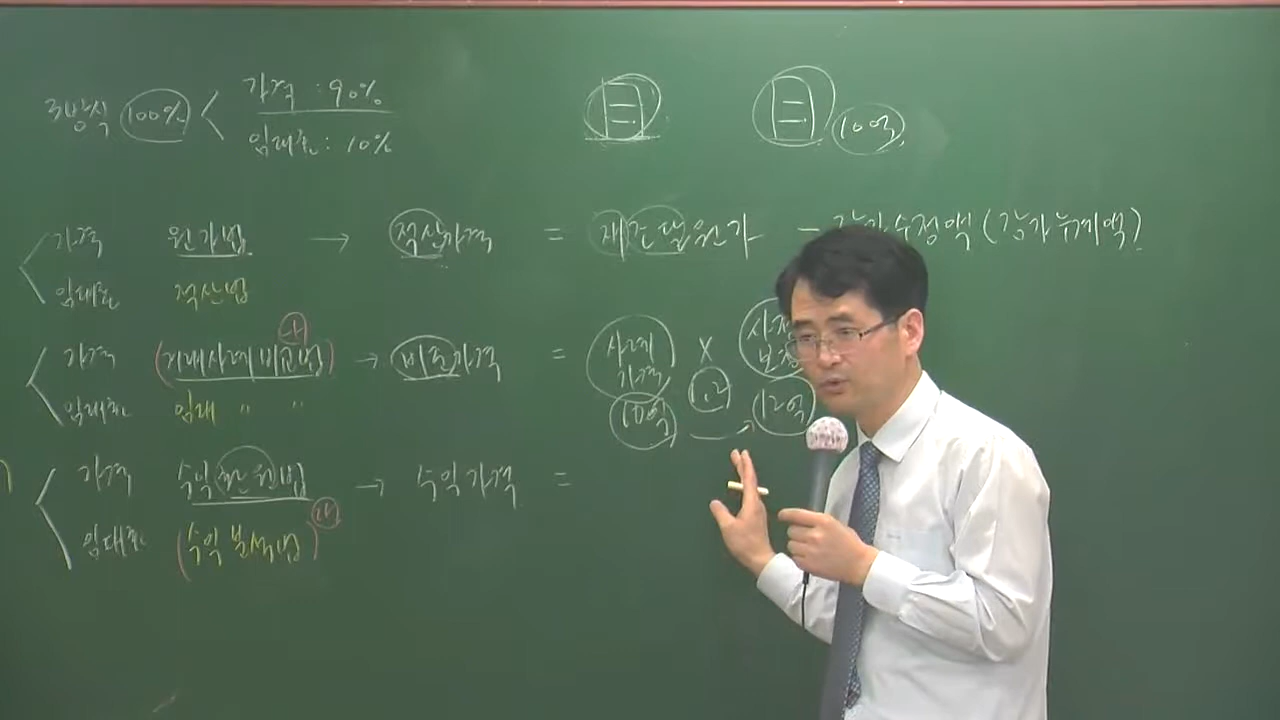 3방식 100% < 가격 : 90%
임대료 : 10%
10억
가격 원가법 → 적산가격 = 재조달원가 - 감가수정액(감가누계액)
임대료 적산법
가격 (거래사례비교법) → 비준가격 = 사례가격 ×
임대료 임대 〃 〃 10억 1.2 12억
가격 수익환원법 → 수익가격 =
임대료 (수익분석법)